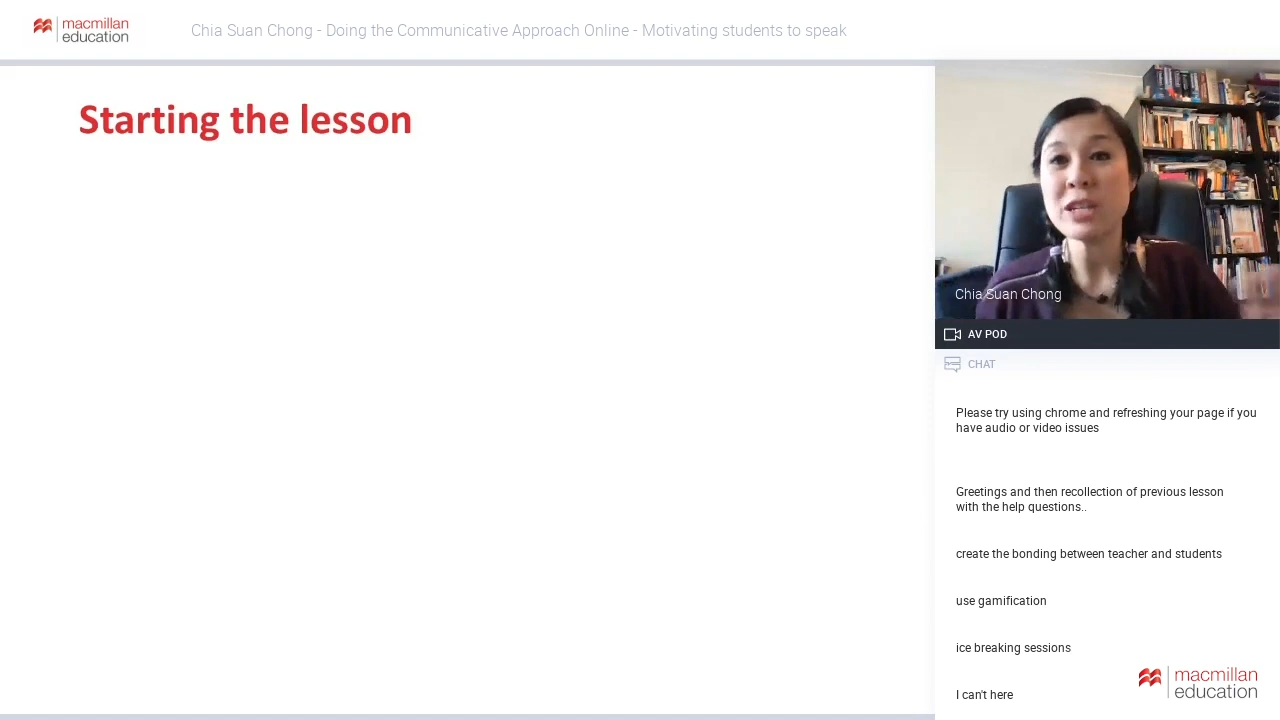 macmillan
education
Chia Suan Chong - Doing the Communicative Approach Online - Motivating students to speak
Starting the lesson
Chia Suan Chong
AV POD
CHAT
Please try using chrome and refreshing your page if you
have audio or video issues
Greetings and then recollection of previous lesson
with the help questions..
create the bonding between teacher and students
use gamification
ice breaking sessions
I can't here
macmillan
education